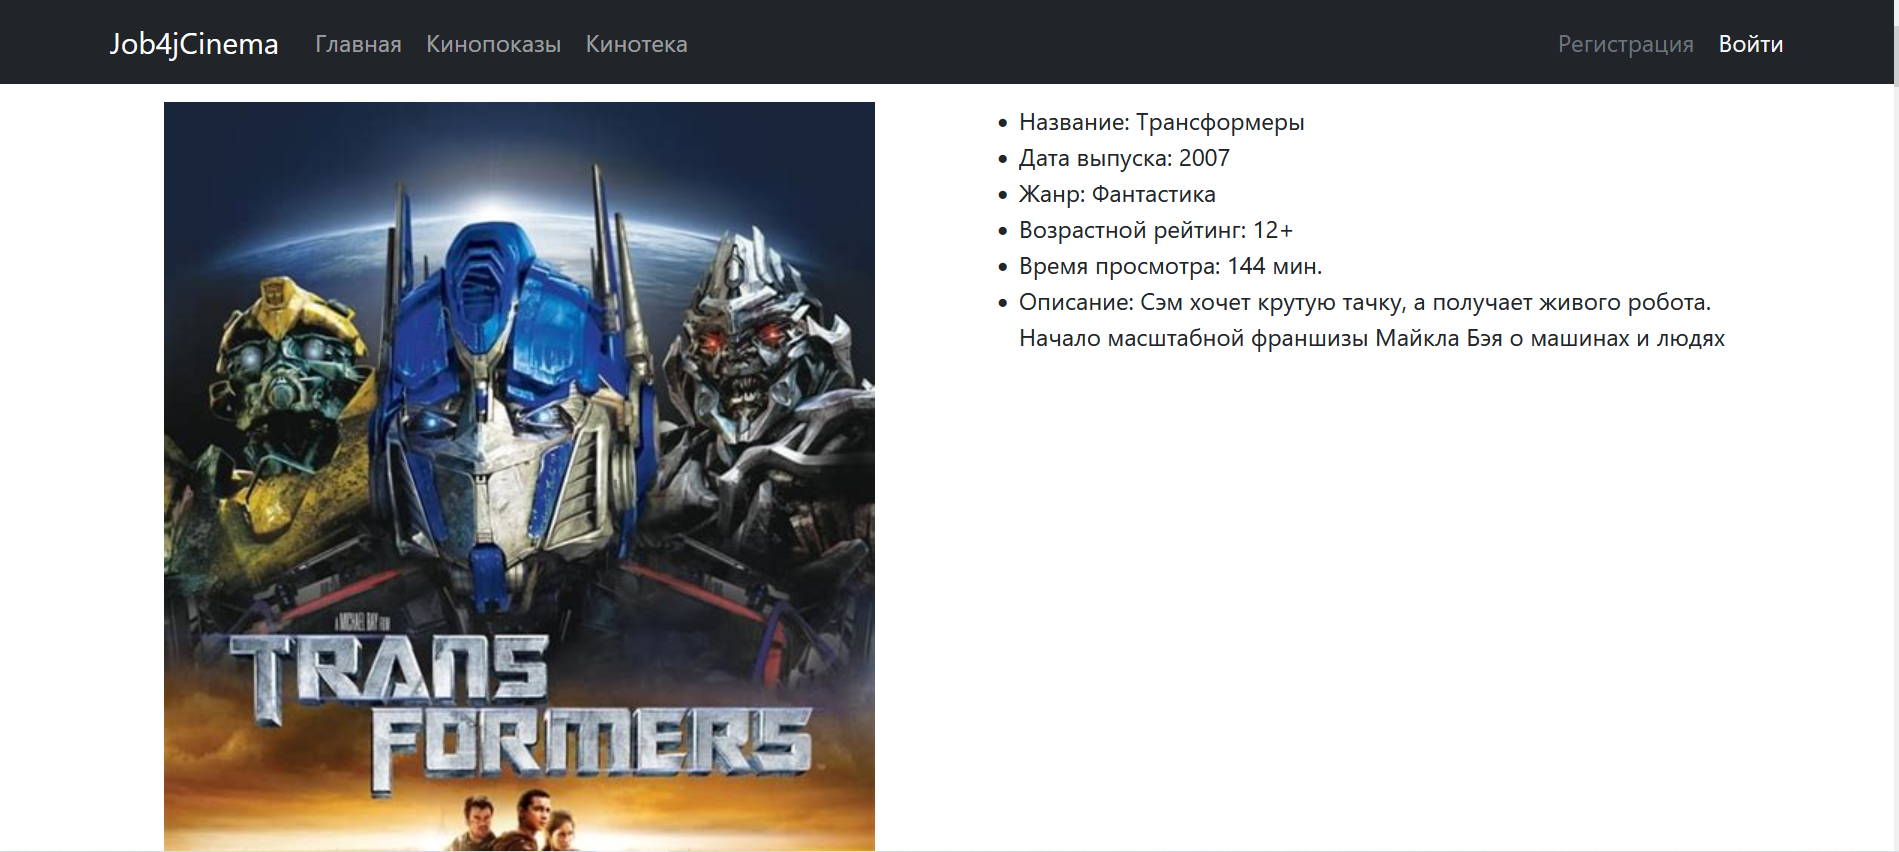 Job4jCinema Главная Кинопоказы Кинотека Регистрация Войти
Название: Трансформеры
Дата выпуска: 2007
Жанр: Фантастика
Возрастной рейтинг: 12+
Время просмотра: 144 мин.
Описание: Сэм хочет крутую тачку, а получает живого робота.
Начало масштабной франшизы Майкла Бэя о машинах и людях
A MICHAEL BAY FILM
TRANS
FORMERS